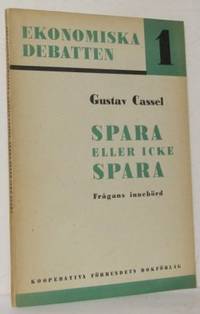 EKONOMISKA
DEBATTEN
1
Gustav Cassel
SPARA
ELLER ICKE
SPARA
Frågans innebörd
KOOPERATIVA FÖRBUNDETS BOKFÖRLAG